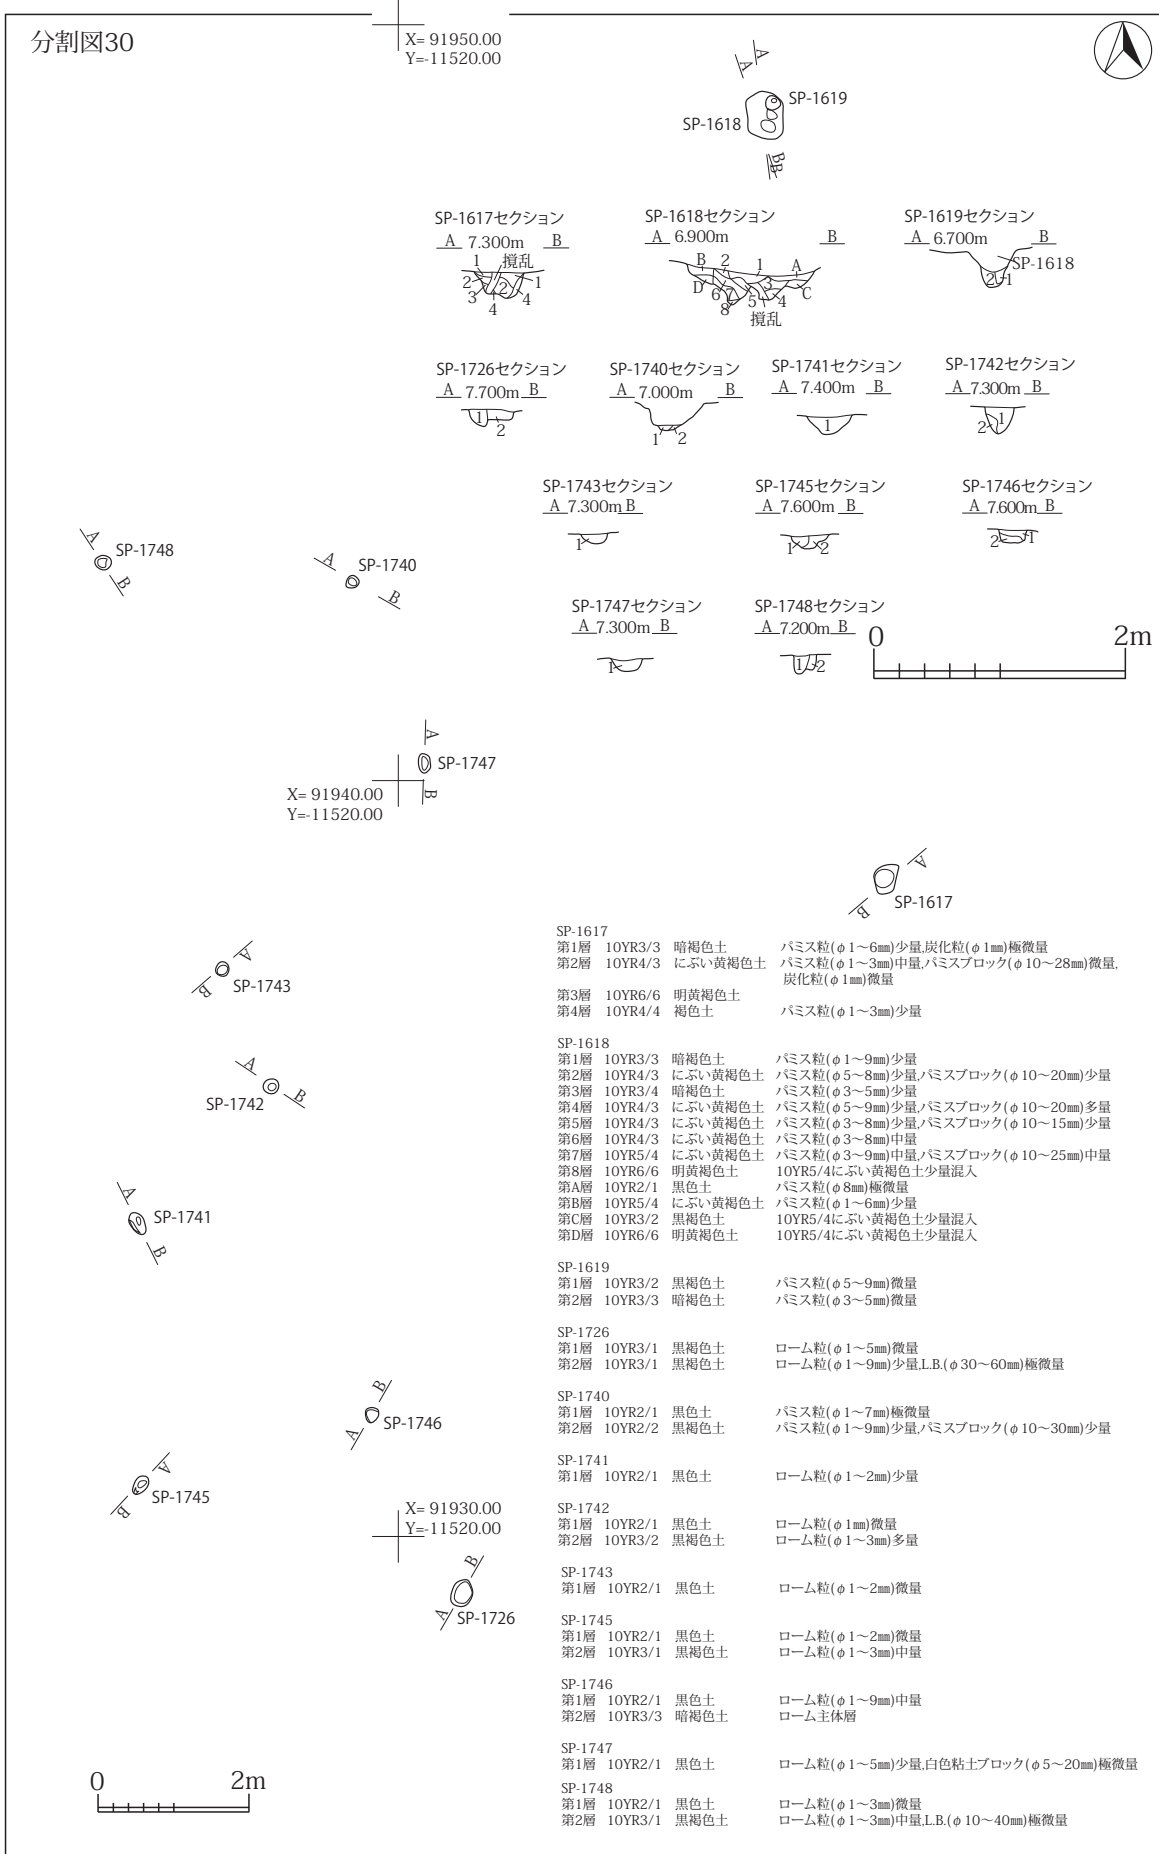 分割図30
X= 91950.00
Y=-11520.00
A A
SP-1619
SP-1618
B B
SP-1617セクション
A 7.300m B
1 撹乱
2 2 1
3 4
4
SP-1618セクション
A 6.900m B
B 2 1 A
D 6 7 5 3 4 C
8
撹乱
SP-1619セクション
A 6.700m B
SP-1618
2 1
SP-1726セクション
A 7.700m B
1
2
SP-1740セクション
A 7.000m B
1 2
SP-1741セクション
A 7.400m B
1
SP-1742セクション
A 7.300m B
2 1
SP-1743セクション
A 7.300m B
1
SP-1745セクション
A 7.600m B
1 2
SP-1746セクション
A 7.600m B
2 1
SP-1747セクション
A 7.300m B
1
SP-1748セクション
A 7.200m B
1 2
0 2m
A
SP-1748
B
A
SP-1740
B
A
SP-1747
B
X= 91940.00
Y=-11520.00
A
SP-1617
B
A
SP-1743
B
A
SP-1742
B
A
SP-1741
B
B
SP-1746
A
A
SP-1745
B
X= 91930.00
Y=-11520.00
B
SP-1726
A
0 2m
SP-1617
第1層 10YR3/3 暗褐色土 パミス粒(φ1～6㎜)少量,炭化粒(φ1㎜)極微量
第2層 10YR4/3 にぶい黄褐色土 パミス粒(φ1～3㎜)中量,パミスブロック(φ10～28㎜)微量,
炭化粒(φ1㎜)微量
第3層 10YR6/6 明黄褐色土
第4層 10YR4/4 褐色土 パミス粒(φ1～3㎜)少量
SP-1618
第1層 10YR3/3 暗褐色土 パミス粒(φ1～9㎜)少量
第2層 10YR4/3 にぶい黄褐色土 パミス粒(φ5～8㎜)少量,パミスブロック(φ10～20㎜)少量
第3層 10YR3/4 暗褐色土 パミス粒(φ3～5㎜)少量
第4層 10YR4/3 にぶい黄褐色土 パミス粒(φ5～9㎜)少量,パミスブロック(φ10～20㎜)多量
第5層 10YR4/3 にぶい黄褐色土 パミス粒(φ3～8㎜)少量,パミスブロック(φ10～15㎜)少量
第6層 10YR4/3 にぶい黄褐色土 パミス粒(φ3～8㎜)中量
第7層 10YR5/4 にぶい黄褐色土 パミス粒(φ3～9㎜)中量,パミスブロック(φ10～25㎜)中量
第8層 10YR6/6 明黄褐色土 10YR5/4にぶい黄褐色土少量混入
第A層 10YR2/1 黒色土 パミス粒(φ8㎜)極微量
第B層 10YR5/4 にぶい黄褐色土 パミス粒(φ1～6㎜)少量
第C層 10YR3/2 黒褐色土 10YR5/4にぶい黄褐色土少量混入
第D層 10YR6/6 明黄褐色土 10YR5/4にぶい黄褐色土少量混入
SP-1619
第1層 10YR3/2 黒褐色土 パミス粒(φ5～9㎜)微量
第2層 10YR3/3 暗褐色土 パミス粒(φ3～5㎜)微量
SP-1726
第1層 10YR3/1 黒褐色土 ローム粒(φ1～5㎜)微量
第2層 10YR3/1 黒褐色土 ローム粒(φ1～9㎜)少量,L.B.(φ30～60㎜)極微量
SP-1740
第1層 10YR2/1 黒色土 パミス粒(φ1～7㎜)極微量
第2層 10YR2/2 黒褐色土 パミス粒(φ1～9㎜)少量,パミスブロック(φ10～30㎜)少量
SP-1741
第1層 10YR2/1 黒色土 ローム粒(φ1～2㎜)少量
SP-1742
第1層 10YR2/1 黒色土 ローム粒(φ1㎜)微量
第2層 10YR3/2 黒褐色土 ローム粒(φ1～3㎜)多量
SP-1743
第1層 10YR2/1 黒色土 ローム粒(φ1～2㎜)微量
SP-1745
第1層 10YR2/1 黒色土 ローム粒(φ1～2㎜)微量
第2層 10YR3/1 黒褐色土 ローム粒(φ1～3㎜)中量
SP-1746
第1層 10YR2/1 黒色土 ローム粒(φ1～9㎜)中量
第2層 10YR3/3 暗褐色土 ローム主体層
SP-1747
第1層 10YR2/1 黒色土 ローム粒(φ1～5㎜)少量,白色粘土ブロック(φ5～20㎜)極微量
SP-1748
第1層 10YR2/1 黒色土 ローム粒(φ1～3㎜)微量
第2層 10YR3/1 黒褐色土 ローム粒(φ1～3㎜)中量,L.B.(φ10～40㎜)極微量